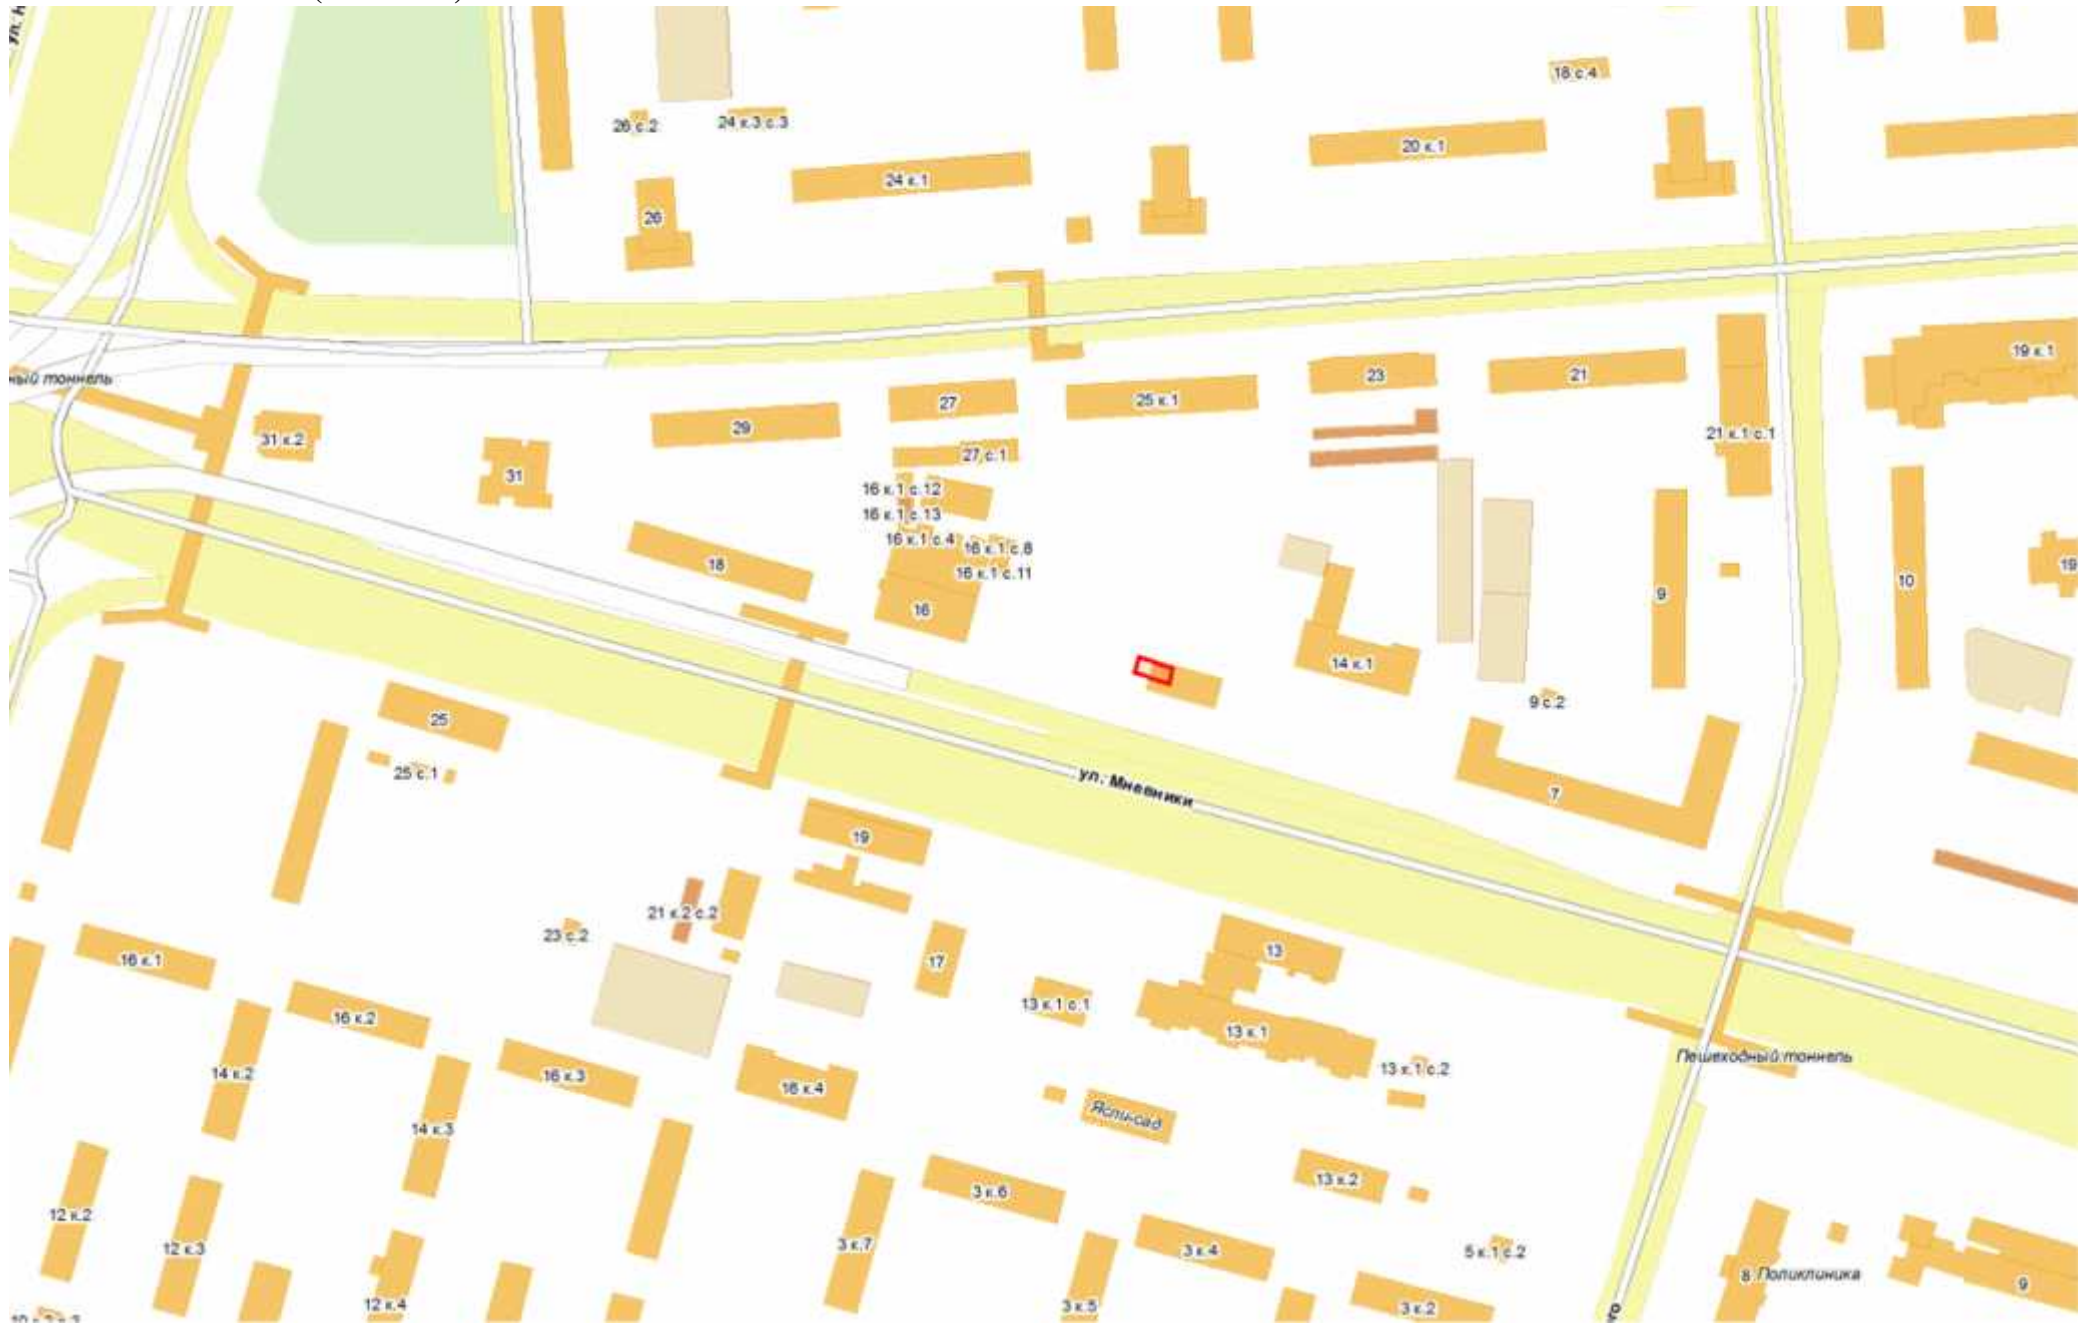 18 с.4
26 с.2
24 к.3 с.3
20 к.1
24 к.1
26
19 к.1
23
21
ный тоннель
27
25 к.1
29
21 к.1 с.1
31 к.2
27 с.1
31
16 к.1 с.12
16 к.1 с.13
16 к.1 с.4
16 к.1 с.8
18
16 к.1 с.11
19
10
9
16
14 к.1
9 с.2
25
25 с.1
ул. Мневники
7
19
21 к.2 с.2
23 с.2
13
16 к.1
17
13 к.1 с.1
16 к.2
13 к.1
Пешеходный тоннель
13 к.1 с.2
14 к.2
16 к.3
16 к.4
Ясли-сад
14 к.3
13 к.2
3 к.6
12 к.2
12 к.3
3 к.7
3 к.4
5 к.1 с.2
8 Поликлиника
9
12 к.4
3 к.5
3 к.2